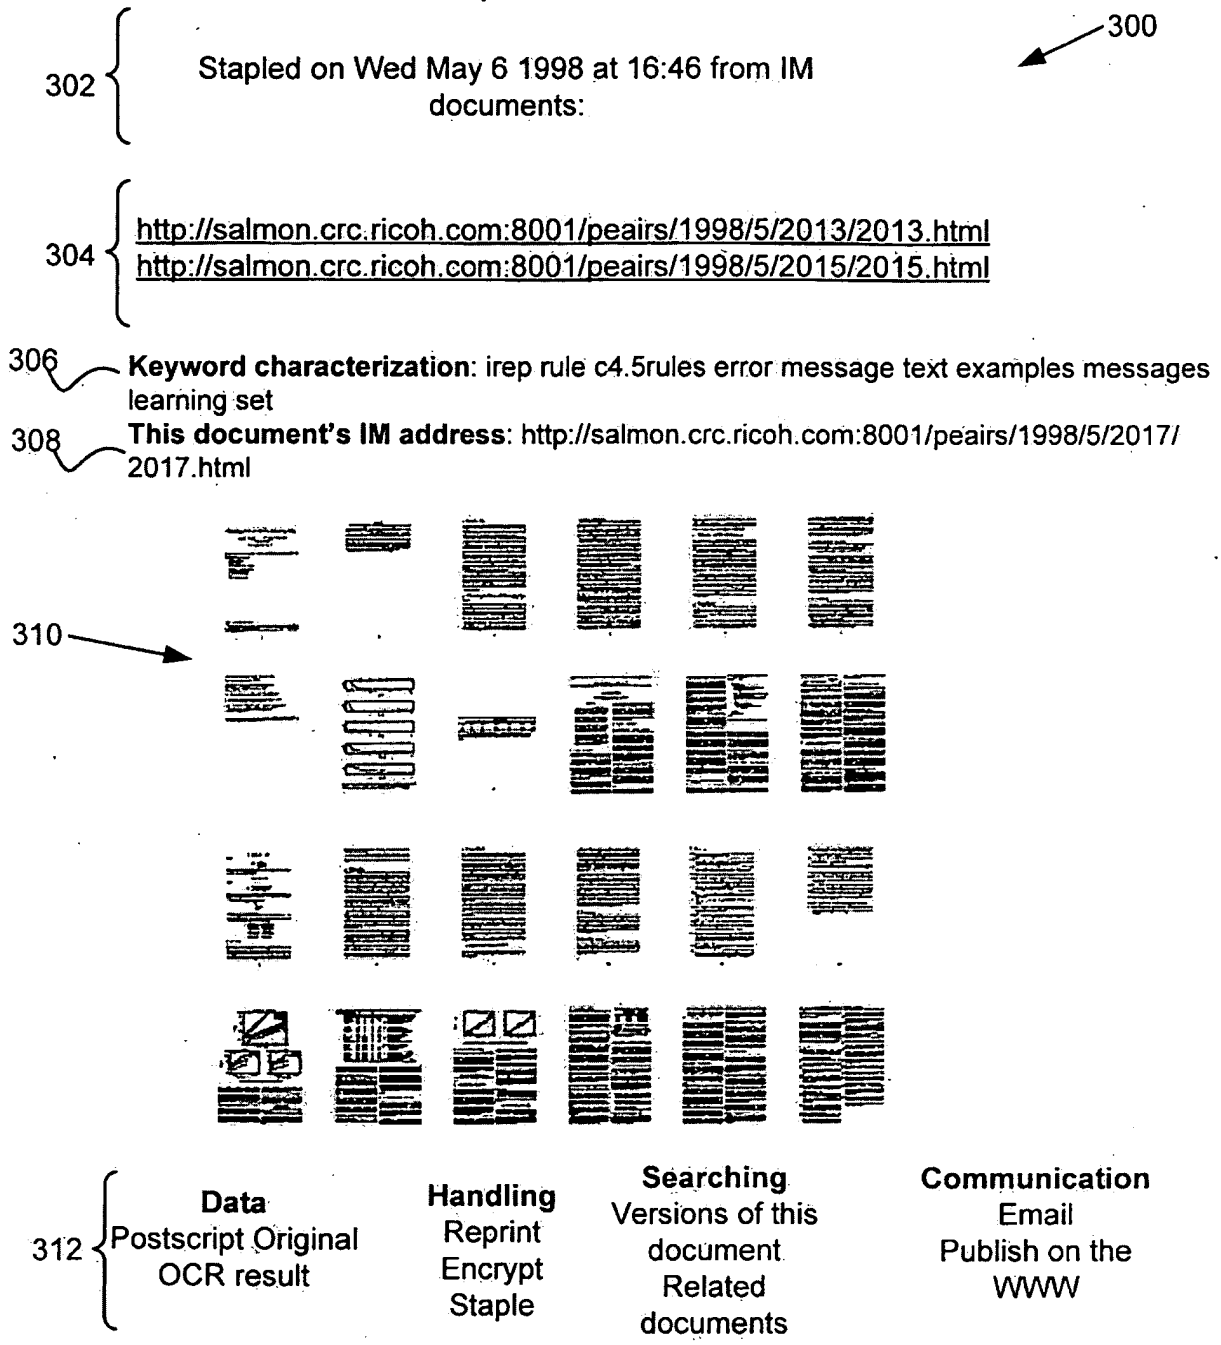 300
302
Stapled on Wed May 6 1998 at 16:46 from IM
documents:
304
http://salmon.crc.ricoh.com:8001/peairs/1998/5/2013/2013.html
http://salmon.crc.ricoh.com:8001/peairs/1998/5/2015/2015.html
306
Keyword characterization: irep rule c4.5rules error message text examples messages
learning set
308
This document's IM address: http://salmon.crc.ricoh.com:8001/peairs/1998/5/2017/
2017.html
310
312
Data
Postscript Original
OCR result
Handling
Reprint
Encrypt
Staple
Searching
Versions of this
document
Related
documents
Communication
Email
Publish on the
WWW